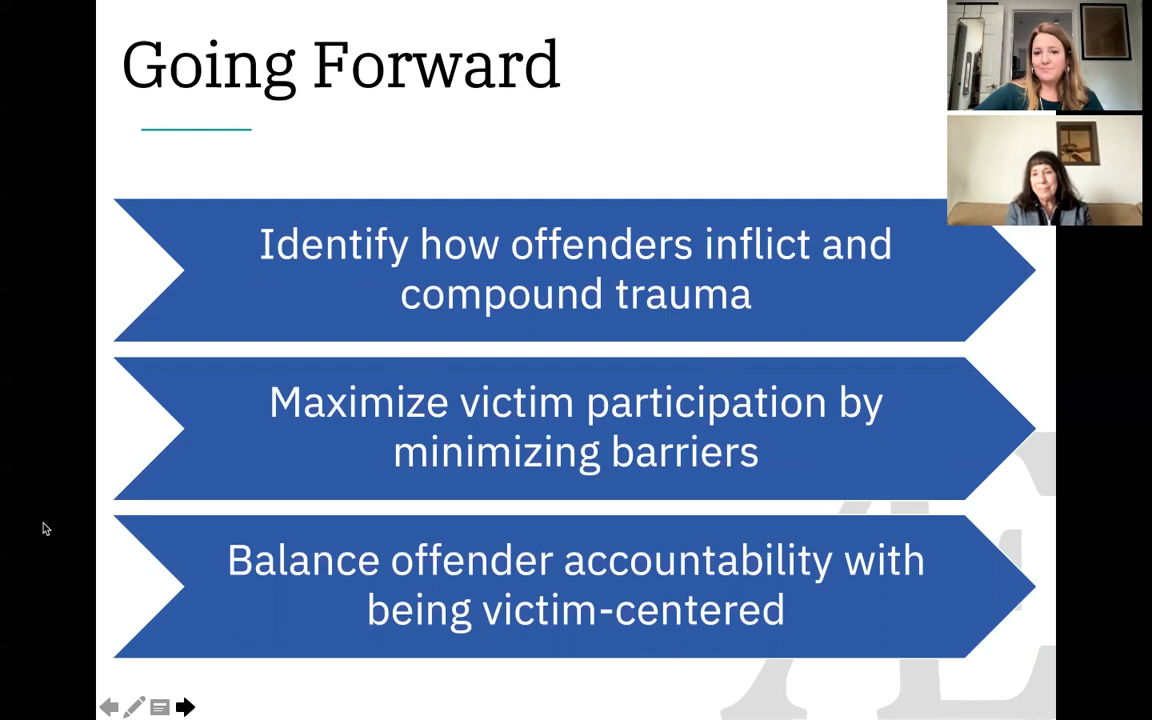 Going Forward
Identify how offenders inflict and
compound trauma
Maximize victim participation by
minimizing barriers
Balance offender accountability with
being victim-centered
Æ